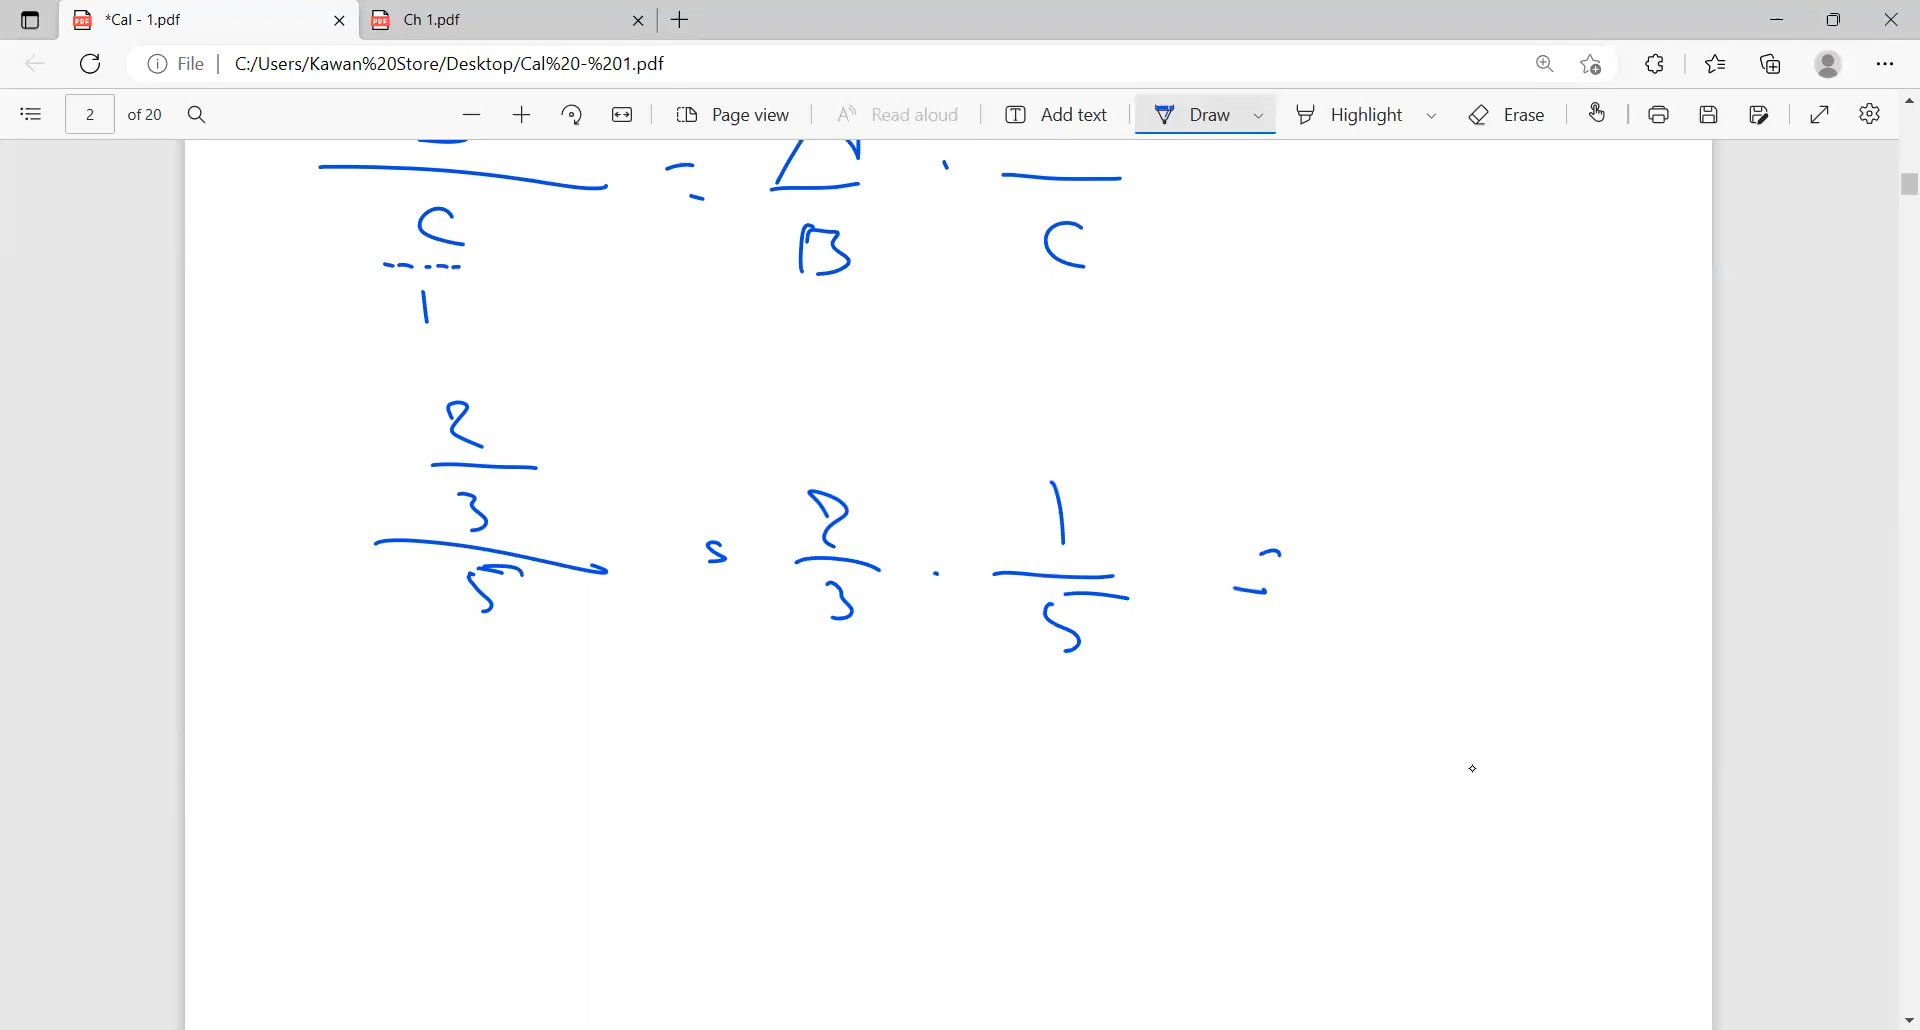 *Cal - 1.pdf
Ch 1.pdf
File
C:/Users/Kawan%20Store/Desktop/Cal%20-%201.pdf
2 of 20
Page view
Read aloud
Add text
Draw
Highlight
Erase
C = B · C
1
2
3
5
= 2/3 · 1/5 =